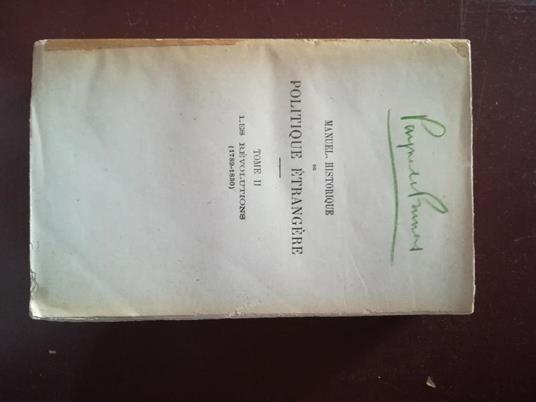 MANUEL HISTORIQUE
DE
POLITIQUE ÉTRANGÈRE
TOME II
LES RÉVOLUTIONS
(1789-1830)